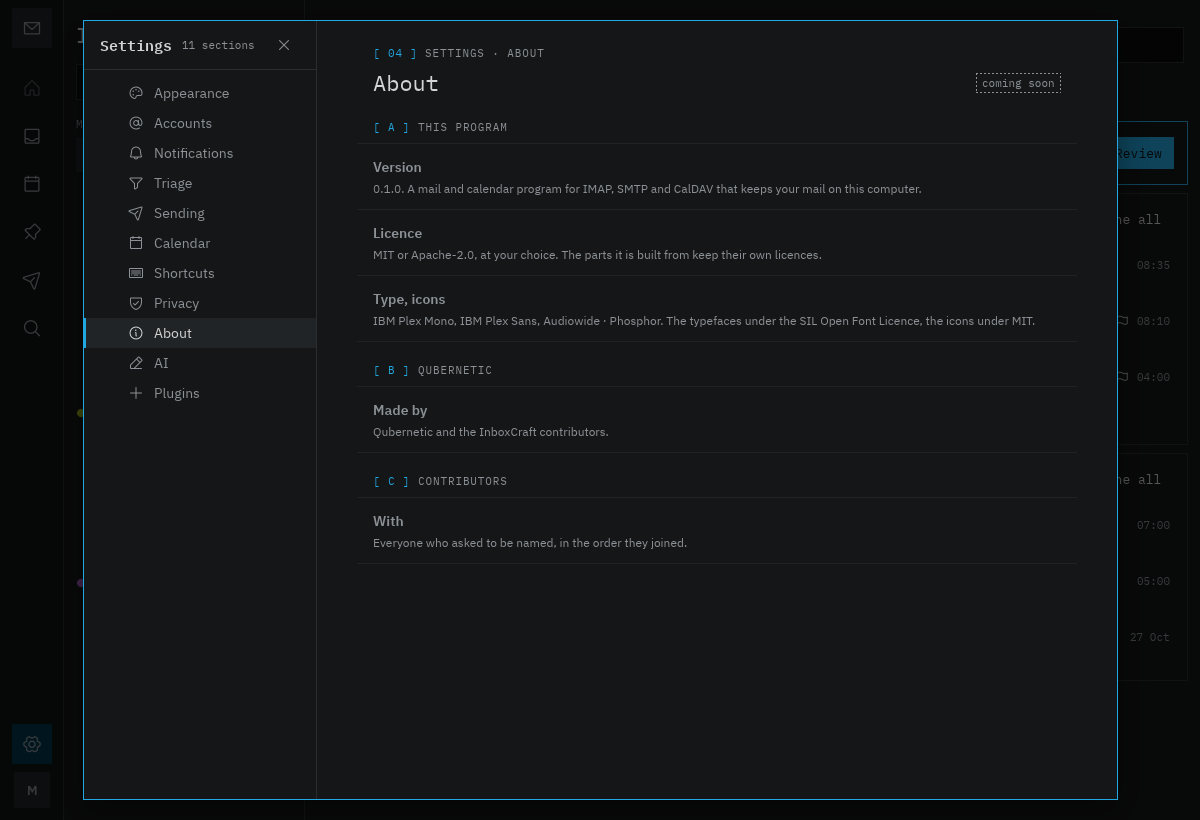 Settings 11 sections
Appearance
Accounts
Notifications
Triage
Sending
Calendar
Shortcuts
Privacy
About
AI
Plugins
[ 04 ] SETTINGS · ABOUT
About
coming soon
[ A ] THIS PROGRAM
Version
0.1.0. A mail and calendar program for IMAP, SMTP and CalDAV that keeps your mail on this computer.
Licence
MIT or Apache-2.0, at your choice. The parts it is built from keep their own licences.
Type, icons
IBM Plex Mono, IBM Plex Sans, Audiowide · Phosphor. The typefaces under the SIL Open Font Licence, the icons under MIT.
[ B ] QUBERNETIC
Made by
Qubernetic and the InboxCraft contributors.
[ C ] CONTRIBUTORS
With
Everyone who asked to be named, in the order they joined.
Review
all
08:35
08:10
04:00
all
07:00
05:00
27 Oct
M